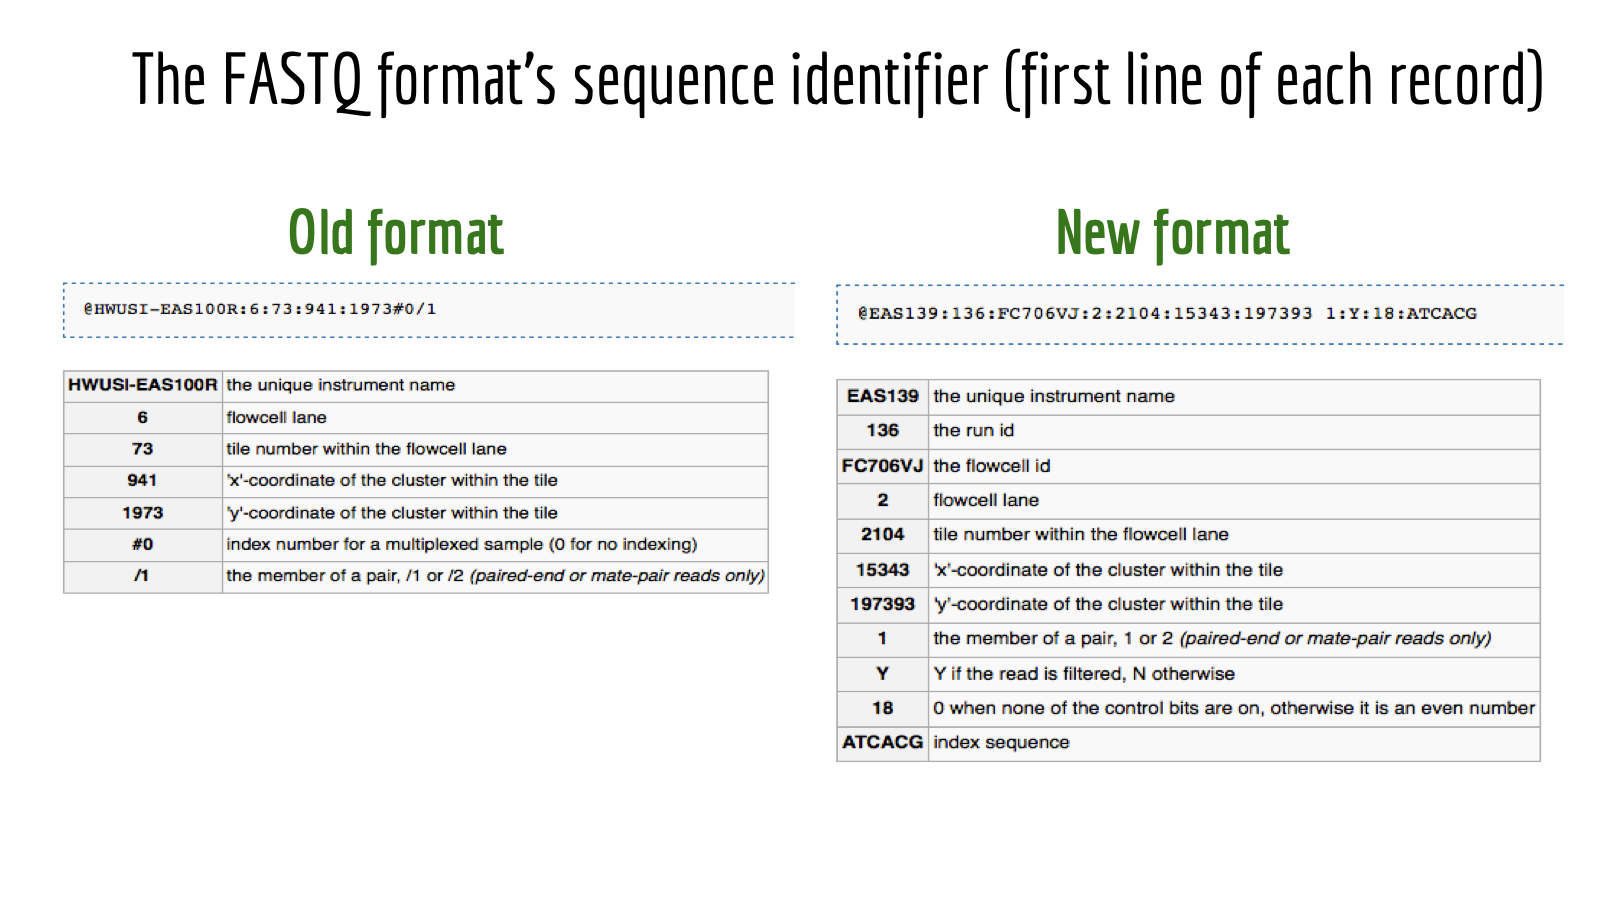 The FASTQ format’s sequence identifier (first line of each record)
Old format
@HWUSI-EAS100R:6:73:941:1973#0/1
HWUSI-EAS100R the unique instrument name
6 flowcell lane
73 tile number within the flowcell lane
941 'x'-coordinate of the cluster within the tile
1973 'y'-coordinate of the cluster within the tile
#0 index number for a multiplexed sample (0 for no indexing)
/1 the member of a pair, /1 or /2 (paired-end or mate-pair reads only)
New format
@EAS139:136:FC706VJ:2:2104:15343:197393 1:Y:18:ATCACG
EAS139 the unique instrument name
136 the run id
FC706VJ the flowcell id
2 flowcell lane
2104 tile number within the flowcell lane
15343 'x'-coordinate of the cluster within the tile
197393 'y'-coordinate of the cluster within the tile
1 the member of a pair, 1 or 2 (paired-end or mate-pair reads only)
Y Y if the read is filtered, N otherwise
18 0 when none of the control bits are on, otherwise it is an even number
ATCACG index sequence